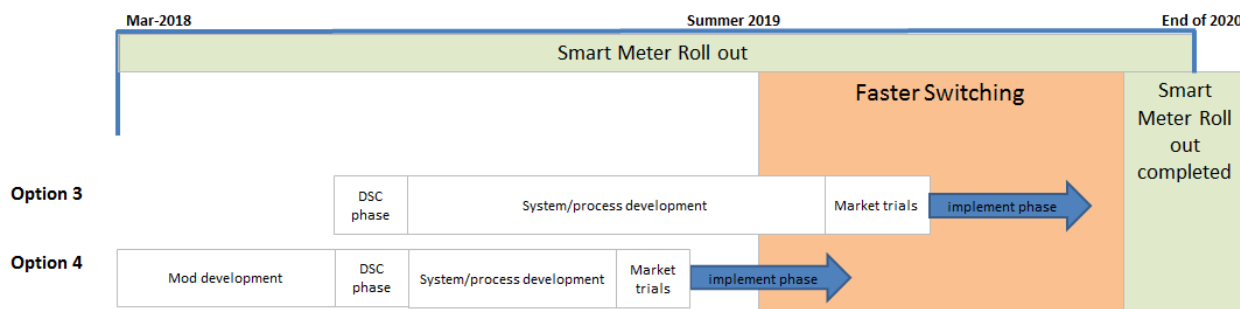 Mar-2018 Summer 2019 End of 2020
Smart Meter Roll out
Faster Switching
Smart
Meter Roll
out
completed
Option 3
DSC
phase
System/process development
Market trials
implement phase
Option 4
Mod development
DSC
phase
System/process development
Market
trials
implement phase